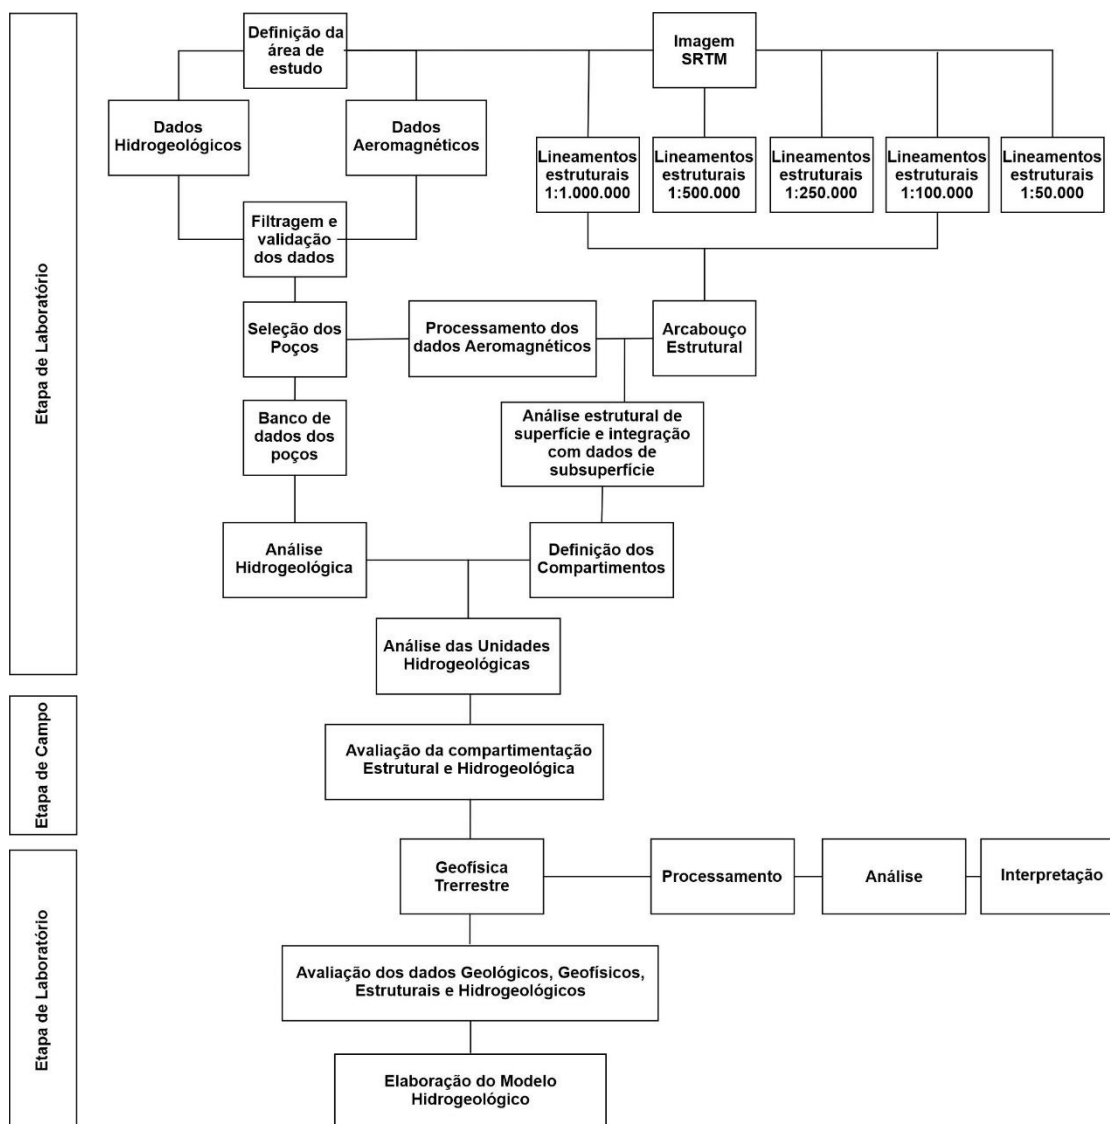 Etapa de Laboratório
Definição da
área de
estudo
Imagem
SRTM
Dados
Hidrogeológicos
Dados
Aeromagnéticos
Lineamentos
estruturais
1:1.000.000
Lineamentos
estruturais
1:500.000
Lineamentos
estruturais
1:250.000
Lineamentos
estruturais
1:100.000
Lineamentos
estruturais
1:50.000
Filtragem e
validação
dos dados
Seleção dos
Poços
Processamento dos
dados Aeromagnéticos
Arcabouço
Estrutural
Banco de
dados dos
poços
Análise estrutural de
superfície e integração
com dados de
subsuperfície
Análise
Hidrogeológica
Definição dos
Compartimentos
Análise das Unidades
Hidrogeológicas
Etapa de Campo
Avaliação da compartimentação
Estrutural e Hidrogeológica
Etapa de Laboratório
Geofísica
Trerrestre
Processamento
Análise
Interpretação
Avaliação dos dados Geológicos, Geofísicos,
Estruturais e Hidrogeológicos
Elaboração do Modelo
Hidrogeológico